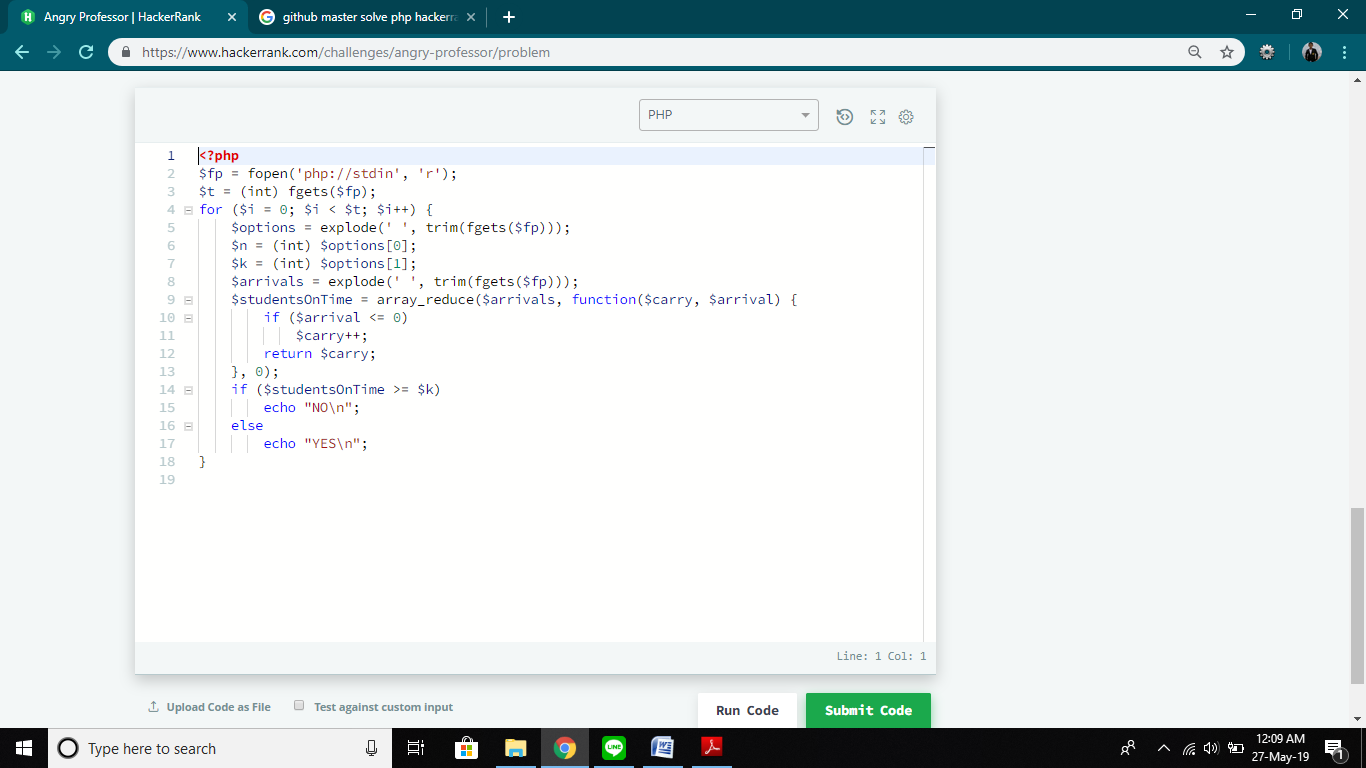 Angry Professor | HackerRank
github master solve php hackerra
https://www.hackerrank.com/challenges/angry-professor/problem
PHP
1 <?php
2 $fp = fopen('php://stdin', 'r');
3 $t = (int) fgets($fp);
4 for ($i = 0; $i < $t; $i++) {
5 $options = explode(' ', trim(fgets($fp)));
6 $n = (int) $options[0];
7 $k = (int) $options[1];
8 $arrivals = explode(' ', trim(fgets($fp)));
9 $studentsOnTime = array_reduce($arrivals, function($carry, $arrival) {
10 if ($arrival <= 0)
11 $carry++;
12 return $carry;
13 }, 0);
14 if ($studentsOnTime >= $k)
15 echo "NO\n";
16 else
17 echo "YES\n";
18 }
19
Line: 1 Col: 1
Upload Code as File
Test against custom input
Run Code
Submit Code
Type here to search
LINE
12:09 AM
27-May-19
1